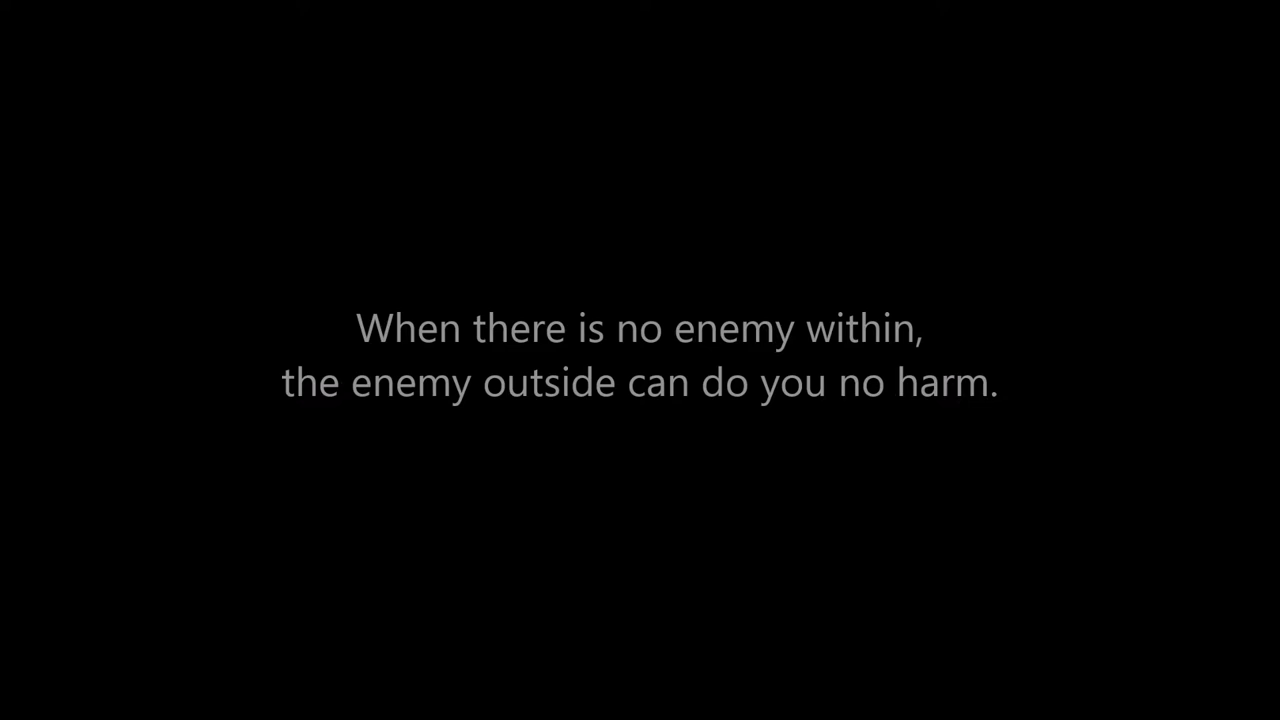 When there is no enemy within,
the enemy outside can do you no harm.